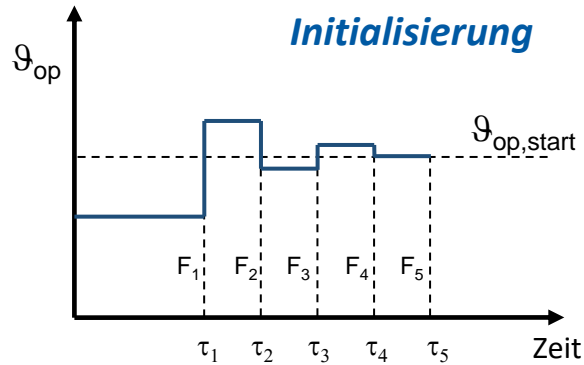 Initialisierung
ϑop
ϑop,start
F1 F2 F3 F4 F5
τ1 τ2 τ3 τ4 τ5 Zeit